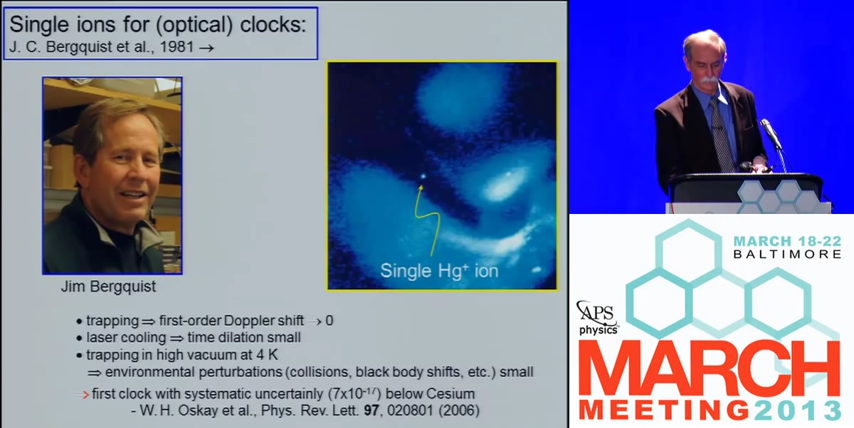 Single ions for (optical) clocks:
J. C. Bergquist et al., 1981 →
Single Hg⁺ ion
Jim Bergquist
• trapping ⇒ first-order Doppler shift → 0
• laser cooling ⇒ time dilation small
• trapping in high vacuum at 4 K
⇒ environmental perturbations (collisions, black body shifts, etc.) small
→ first clock with systematic uncertainly (7x10⁻¹⁷) below Cesium
- W. H. Oskay et al., Phys. Rev. Lett. 97, 020801 (2006)
MARCH 18-22
BALTIMORE
APS
physics
MARCH
MEETING2013